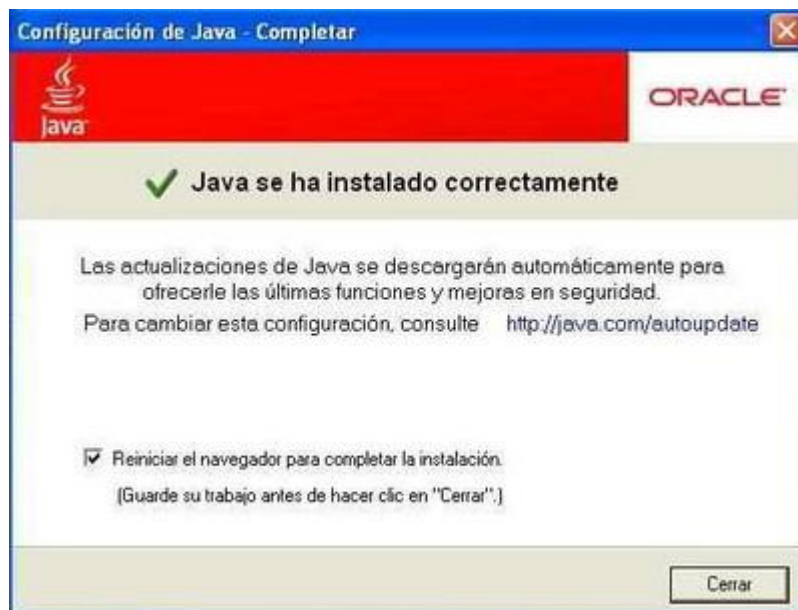 Configuración de Java - Completar
Java
ORACLE
Java se ha instalado correctamente
Las actualizaciones de Java se descargarán automáticamente para
ofrecerle las últimas funciones y mejoras en seguridad.
Para cambiar esta configuración, consulte http://java.com/autoupdate
Reiniciar el navegador para completar la instalación.
(Guarde su trabajo antes de hacer clic en "Cerrar".)
Cerrar